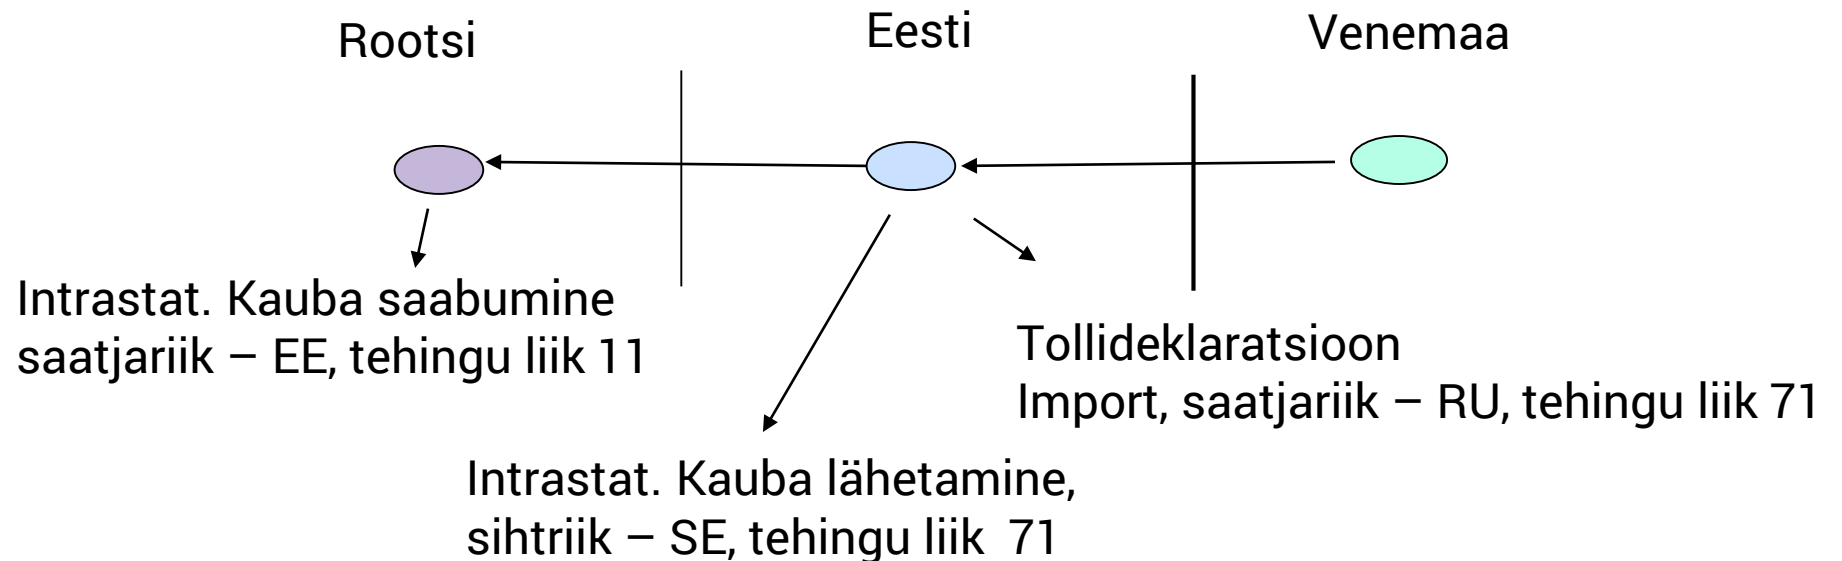 Rootsi
Eesti
Venemaa
Intrastat. Kauba saabumine
saatjariik – EE, tehingu liik 11
Tollideklaratsioon
Import, saatjariik – RU, tehingu liik 71
Intrastat. Kauba lähetamine,
sihtriik – SE, tehingu liik 71